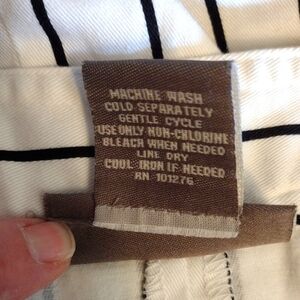 MACHINE WASH
COLD SEPARATELY
GENTLE CYCLE
USE ONLY NON-CHLORINE
BLEACH WHEN NEEDED
LINE DRY
COOL IRON IF NEEDED
RN 101276